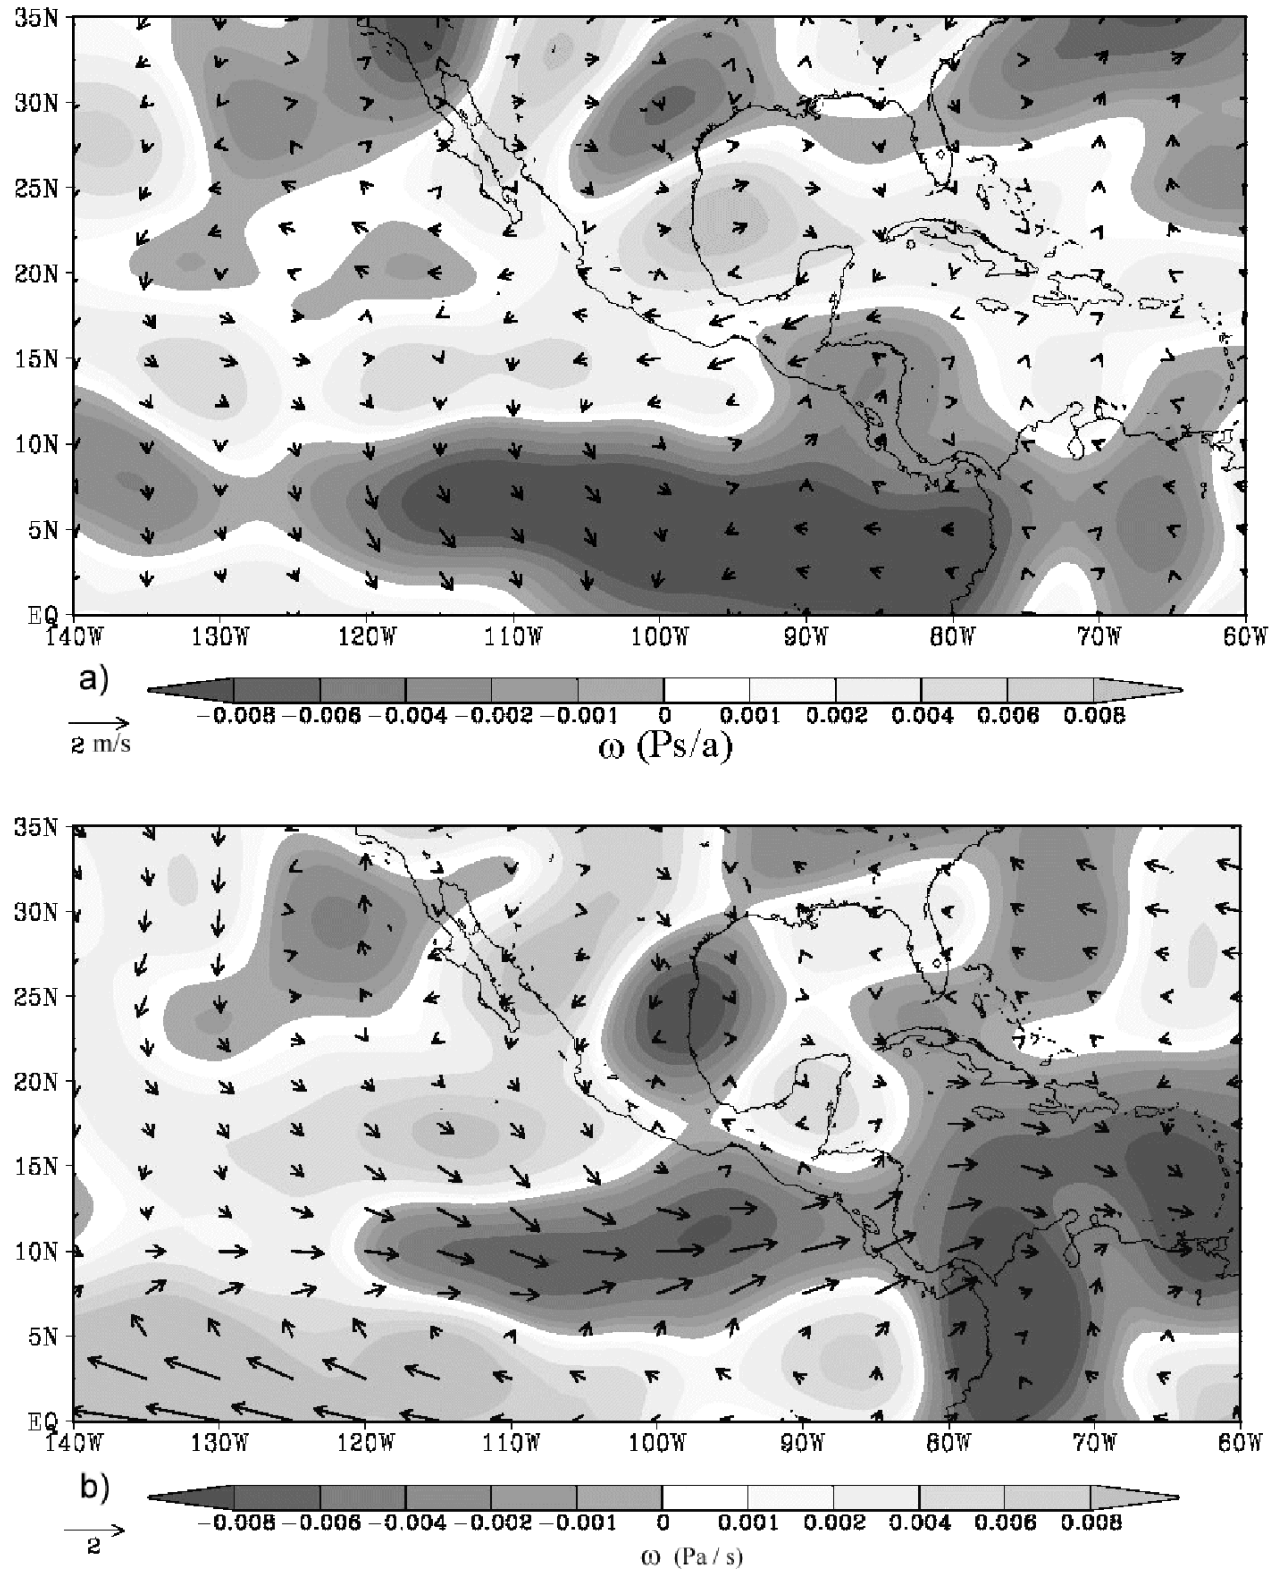 35N
30N
25N
20N
15N
10N
5N
EQ
140W 130W 120W 110W 100W 90W 80W 70W 60W
a)
-0.008 -0.006 -0.004 -0.002 -0.001 0 0.001 0.002 0.004 0.006 0.008
2 m/s
ω (Ps/a)
35N
30N
25N
20N
15N
10N
5N
EQ
140W 130W 120W 110W 100W 90W 80W 70W 60W
b)
-0.008 -0.006 -0.004 -0.002 -0.001 0 0.001 0.002 0.004 0.006 0.008
2
ω (Pa / s)